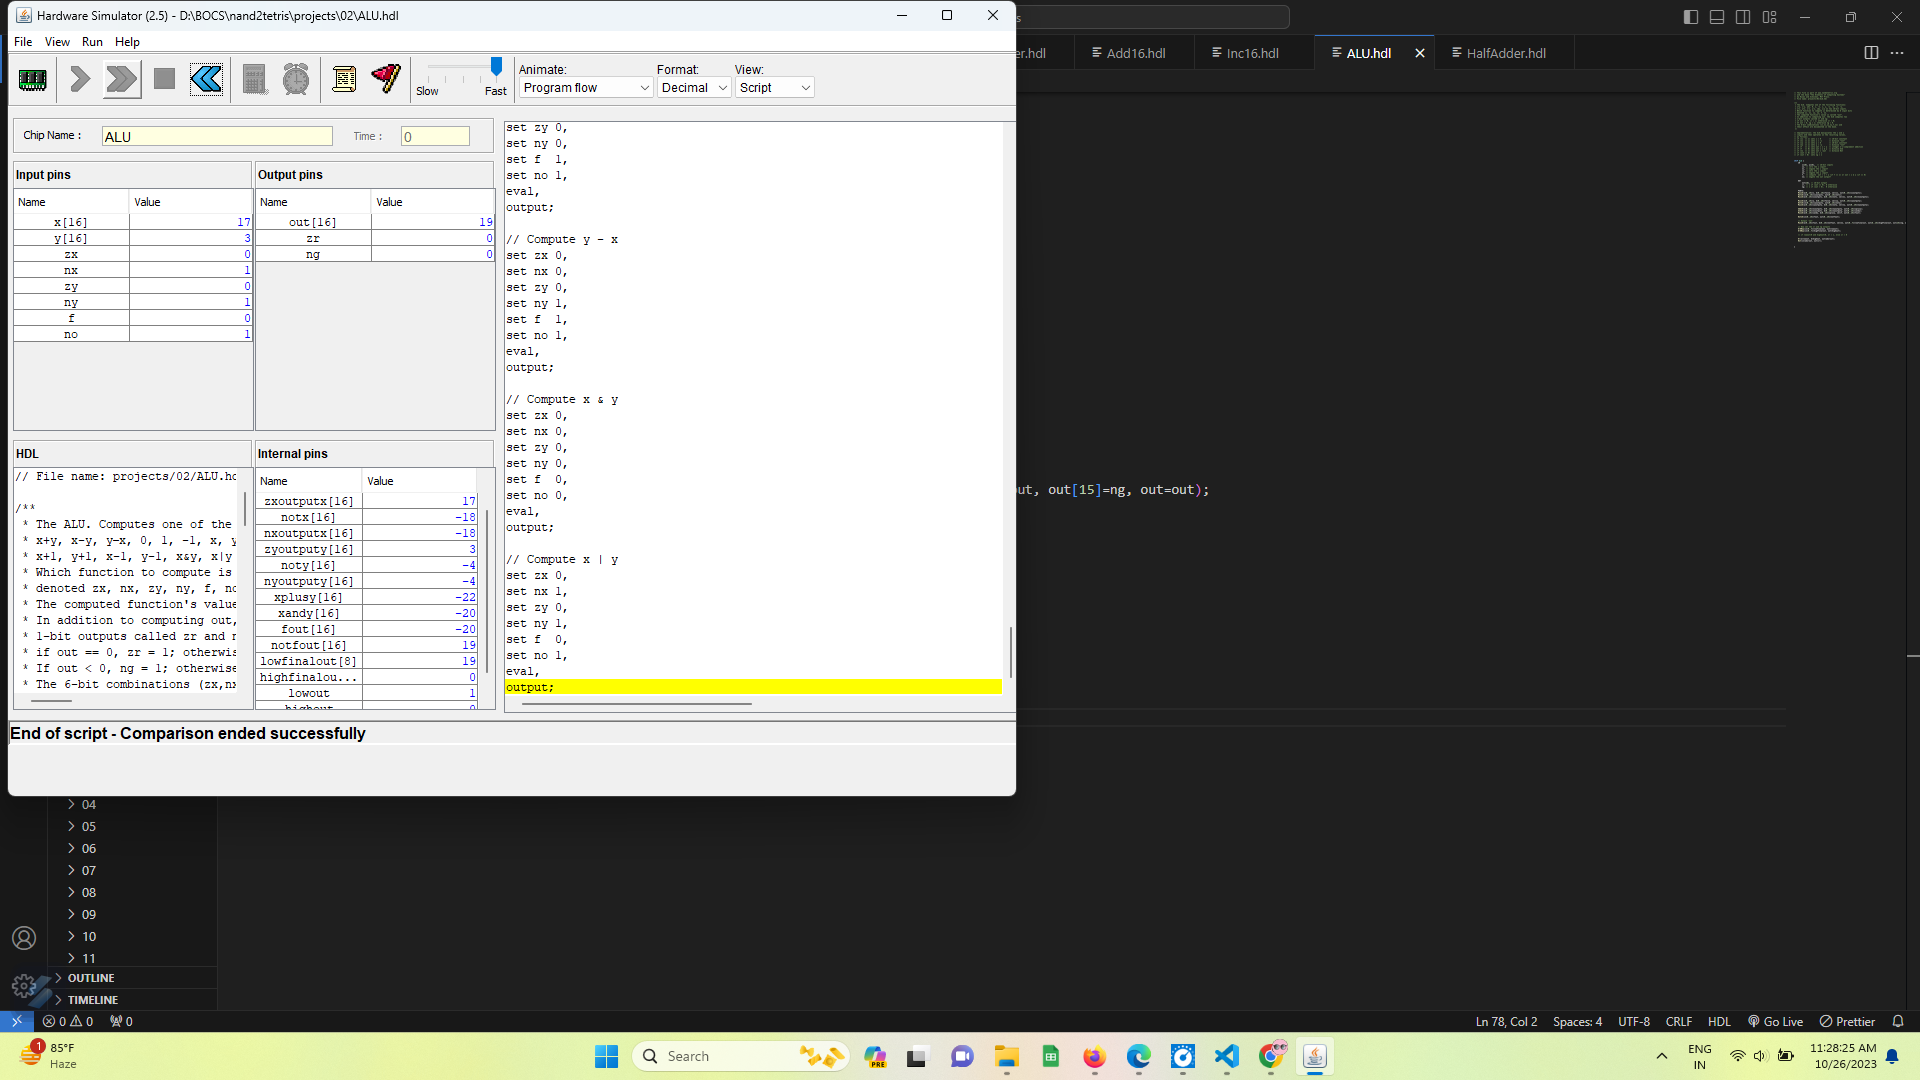 Hardware Simulator (2.5) - D:\BOCS\nand2tetris\projects\02\ALU.hdl
File View Run Help
Slow Fast
Animate: Format: View:
Program flow Decimal Script
Chip Name : ALU Time : 0
Input pins
Name Value
x[16] 17
y[16] 3
zx 0
nx 1
zy 0
ny 1
f 0
no 1
Output pins
Name Value
out[16] 19
zr 0
ng 0
HDL
// File name: projects/02/ALU.hd
/**
* The ALU. Computes one of the
* x+y, x-y, y-x, 0, 1, -1, x, y
* x+1, y+1, x-1, y-1, x&y, x|y
* Which function to compute is
* denoted zx, nx, zy, ny, f, no
* The computed function's value
* In addition to computing out,
* 1-bit outputs called zr and n
* if out == 0, zr = 1; otherwis
* If out < 0, ng = 1; otherwise
* The 6-bit combinations (zx,nx
Internal pins
Name Value
zxoutputx[16] 17
notx[16] -18
nxoutputx[16] -18
zyoutputy[16] 3
noty[16] -4
nyoutputy[16] -4
xplusy[16] -22
xandy[16] -20
fout[16] -20
notfout[16] 19
lowfinalout[8] 19
highfinalou... 0
lowout 1
highout 0
set zy 0,
set ny 0,
set f 1,
set no 1,
eval,
output;
// Compute y - x
set zx 0,
set nx 0,
set zy 0,
set ny 1,
set f 1,
set no 1,
eval,
output;
// Compute x & y
set zx 0,
set nx 0,
set zy 0,
set ny 0,
set f 0,
set no 0,
eval,
output;
// Compute x | y
set zx 0,
set nx 1,
set zy 0,
set ny 1,
set f 0,
set no 1,
eval,
output;
End of script - Comparison ended successfully
s
er.hdl Add16.hdl Inc16.hdl ALU.hdl HalfAdder.hdl
out, out[15]=ng, out=out);
04
05
06
07
08
09
10
11
OUTLINE
TIMELINE
0 0 0
Ln 78, Col 2 Spaces: 4 UTF-8 CRLF HDL Go Live Prettier
1
85°F
Haze
Search
PRE
ENG
IN
11:28:25 AM
10/26/2023